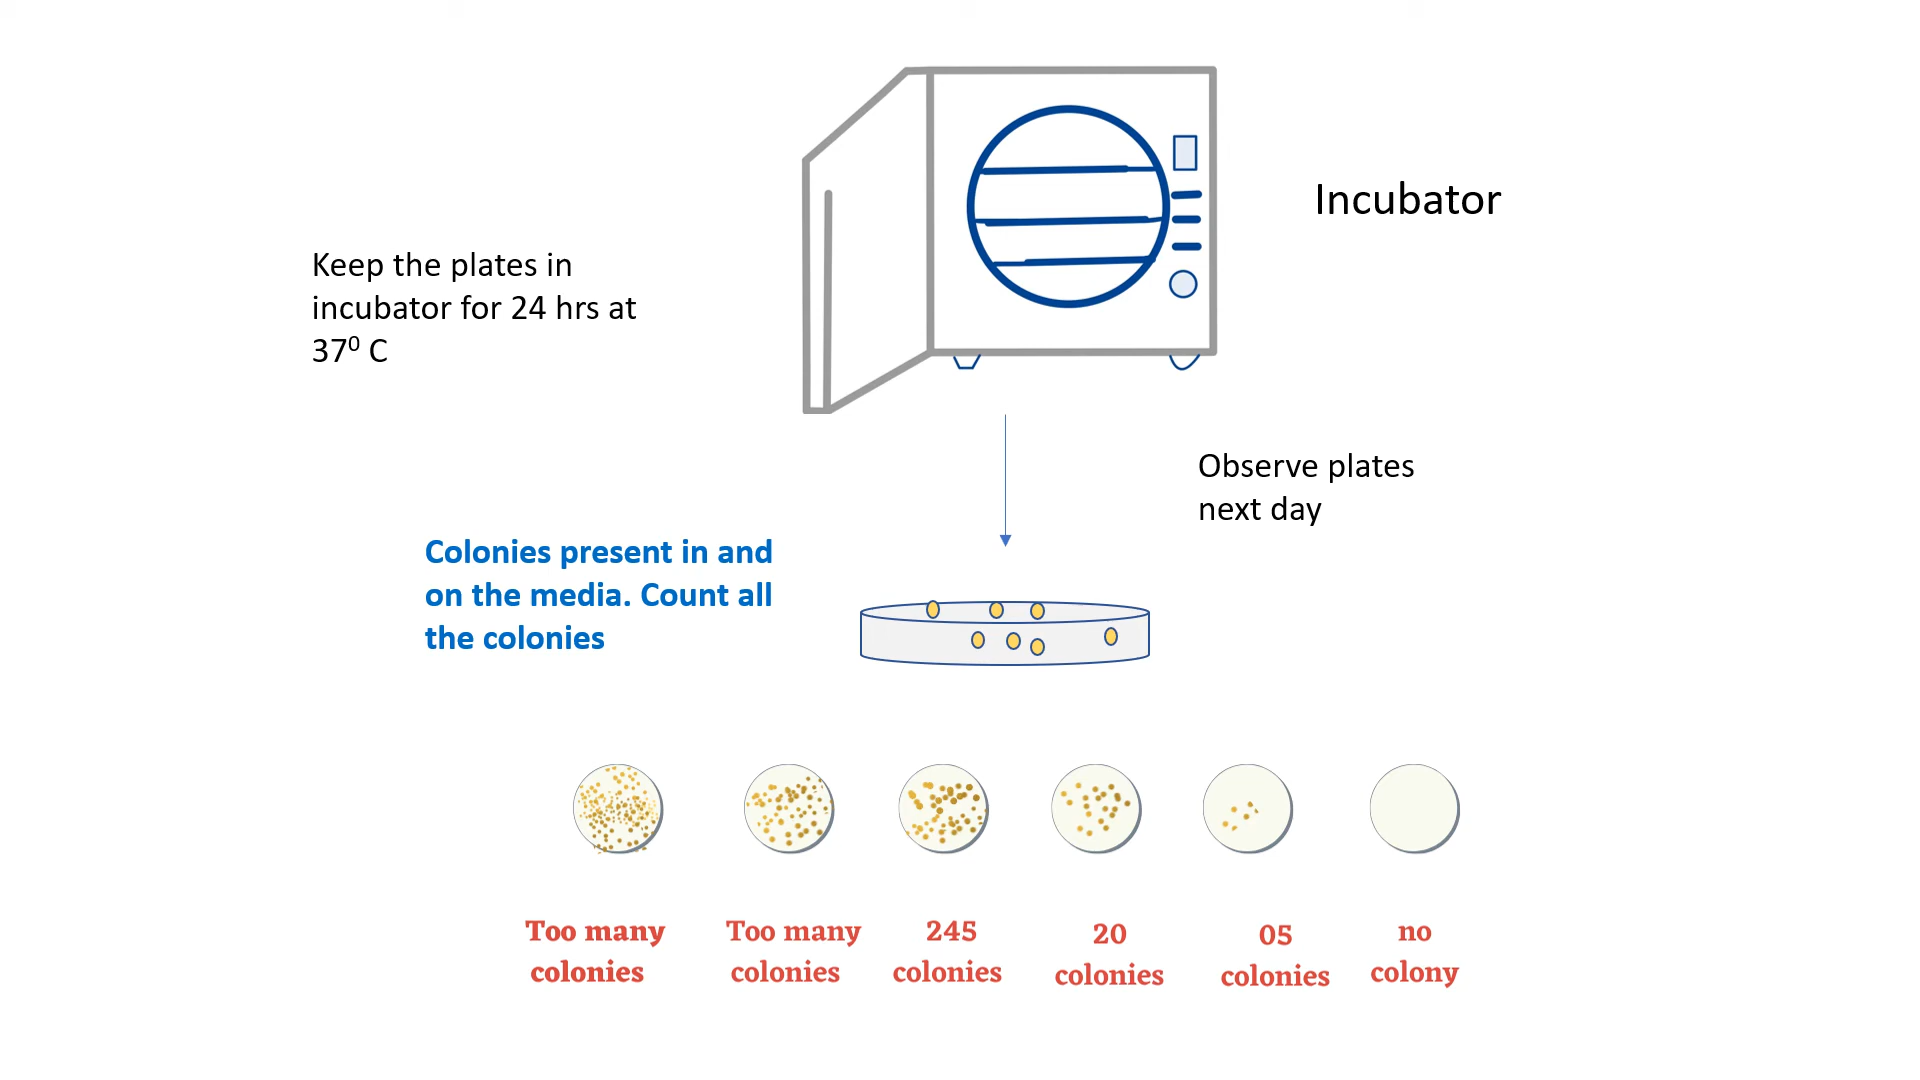 Incubator
Keep the plates in
incubator for 24 hrs at
37⁰ C
Observe plates
next day
Colonies present in and
on the media. Count all
the colonies
Too many
colonies
Too many
colonies
245
colonies
20
colonies
05
colonies
no
colony